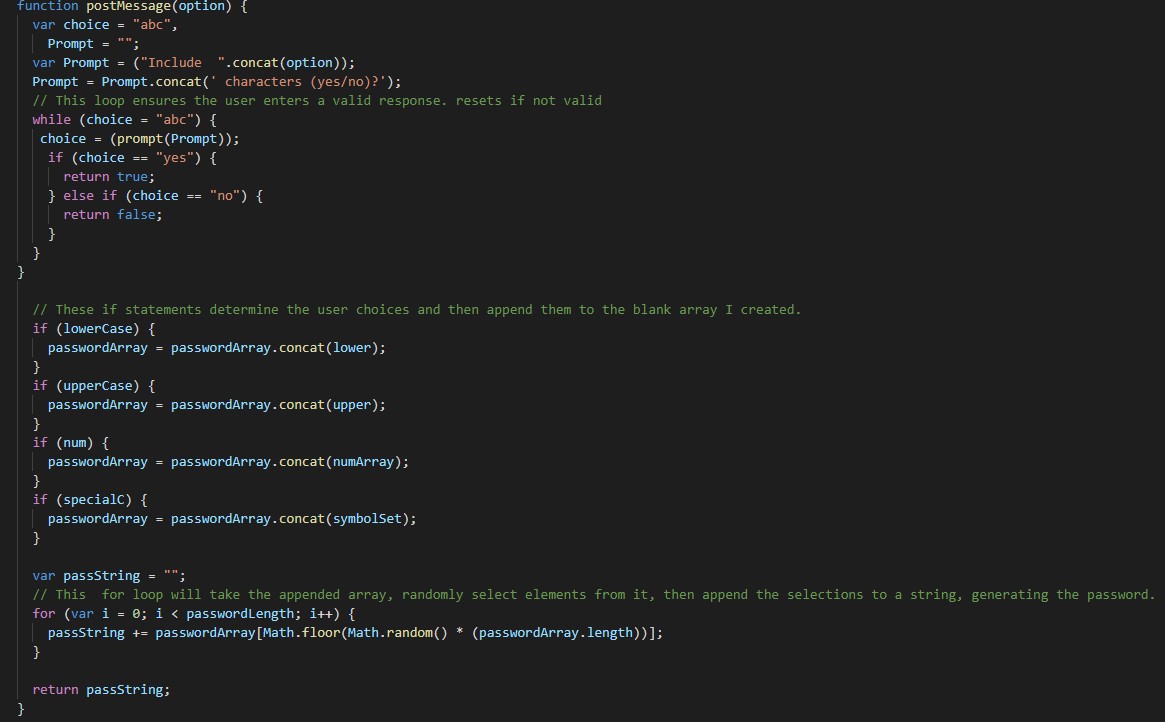 function postMessage(option) {
  var choice = "abc",
    Prompt = "";
  var Prompt = ("Include  ".concat(option));
  Prompt = Prompt.concat(' characters (yes/no)?');
  // This loop ensures the user enters a valid response. resets if not valid
  while (choice = "abc") {
   choice = (prompt(Prompt));
    if (choice == "yes") {
      return true;
    } else if (choice == "no") {
      return false;
    }
  }
}
  // These if statements determine the user choices and then append them to the blank array I created.
  if (lowerCase) {
    passwordArray = passwordArray.concat(lower);
  }
  if (upperCase) {
    passwordArray = passwordArray.concat(upper);
  }
  if (num) {
    passwordArray = passwordArray.concat(numArray);
  }
  if (specialC) {
    passwordArray = passwordArray.concat(symbolSet);
  }
  var passString = "";
  // This  for loop will take the appended array, randomly select elements from it, then append the selections to a string, generating the password.
  for (var i = 0; i < passwordLength; i++) {
    passString += passwordArray[Math.floor(Math.random() * (passwordArray.length))];
  }
  return passString;
}